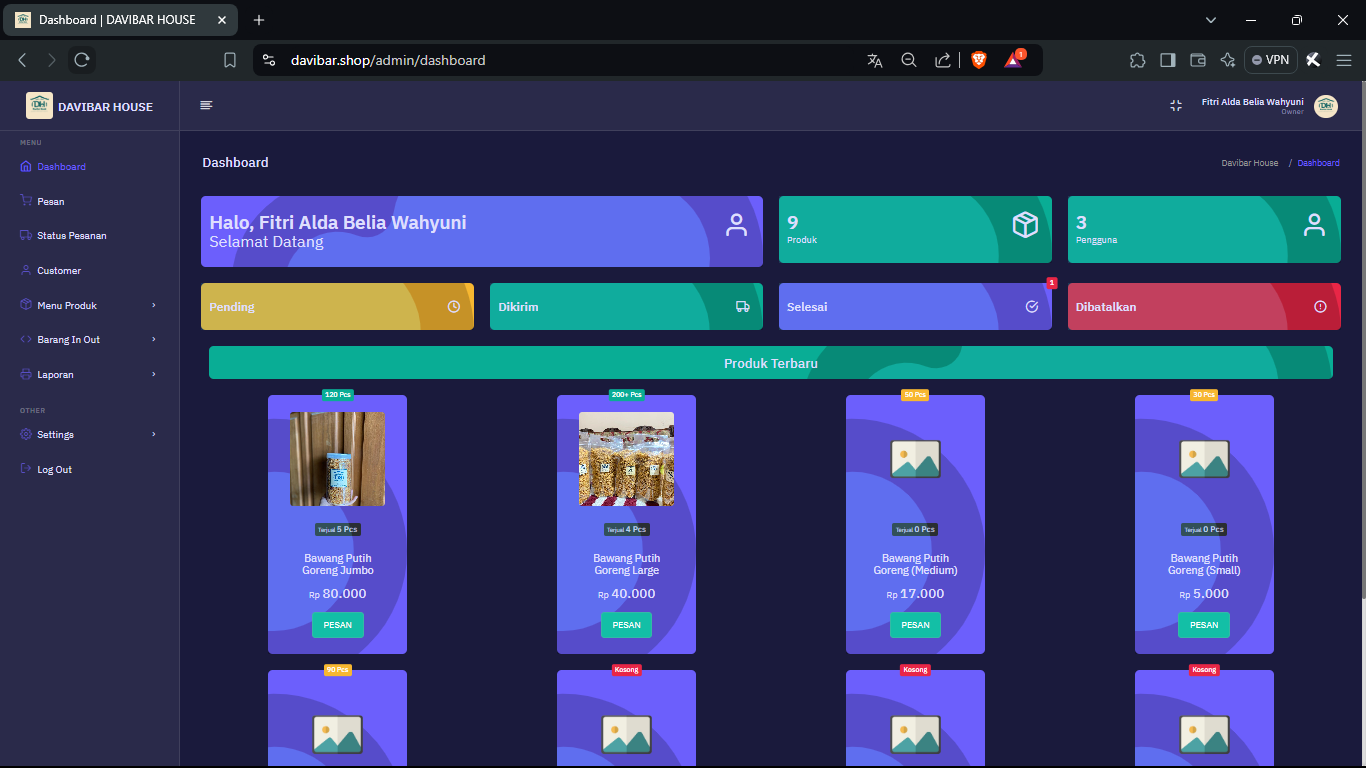 Dashboard | DAVIBAR HOUSE
davibar.shop/admin/dashboard
1
VPN
DH
DAVIBAR HOUSE
Fitri Alda Belia Wahyuni
Owner
MENU
Dashboard
Pesan
Status Pesanan
Customer
Menu Produk
Barang In Out
Laporan
OTHER
Settings
Log Out
Dashboard
Davibar House / Dashboard
Halo, Fitri Alda Belia Wahyuni
Selamat Datang
9
Produk
3
Pengguna
Pending
Dikirim
1
Selesai
Dibatalkan
Produk Terbaru
120 Pcs
Terjual 5 Pcs
Bawang Putih
Goreng Jumbo
Rp 80.000
PESAN
200+ Pcs
Terjual 4 Pcs
Bawang Putih
Goreng Large
Rp 40.000
PESAN
50 Pcs
Terjual 0 Pcs
Bawang Putih
Goreng (Medium)
Rp 17.000
PESAN
30 Pcs
Terjual 0 Pcs
Bawang Putih
Goreng (Small)
Rp 5.000
PESAN
90 Pcs
Kosong
Kosong
Kosong